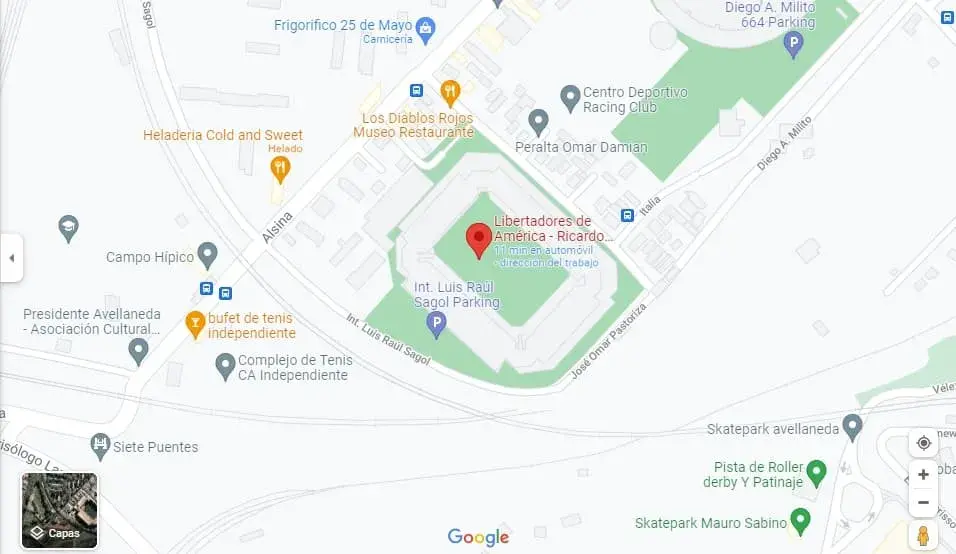 Sagol
Frigorífico 25 de Mayo
Carnicería
Diego A. Milito
664 Parking
Centro Deportivo
Racing Club
Los Diablos Rojos
Museo Restaurante
Peralta Omar Damian
Heladeria Cold and Sweet
Helado
Diego A. Milito
Italia
Alsina
Libertadores de
América - Ricardo...
11 min en automóvil
- dirección del trabajo
Campo Hípico
Int. Luis Raúl
Sagol Parking
Presidente Avellaneda
- Asociación Cultural...
bufet de tenis
independiente
Int. Luis Raúl Sagol
José Omar Pastoriza
Complejo de Tenis
CA Independiente
Skatepark avellaneda
Siete Puentes
Pista de Roller
derby Y Patinaje
Skatepark Mauro Sabino
Capas
Google